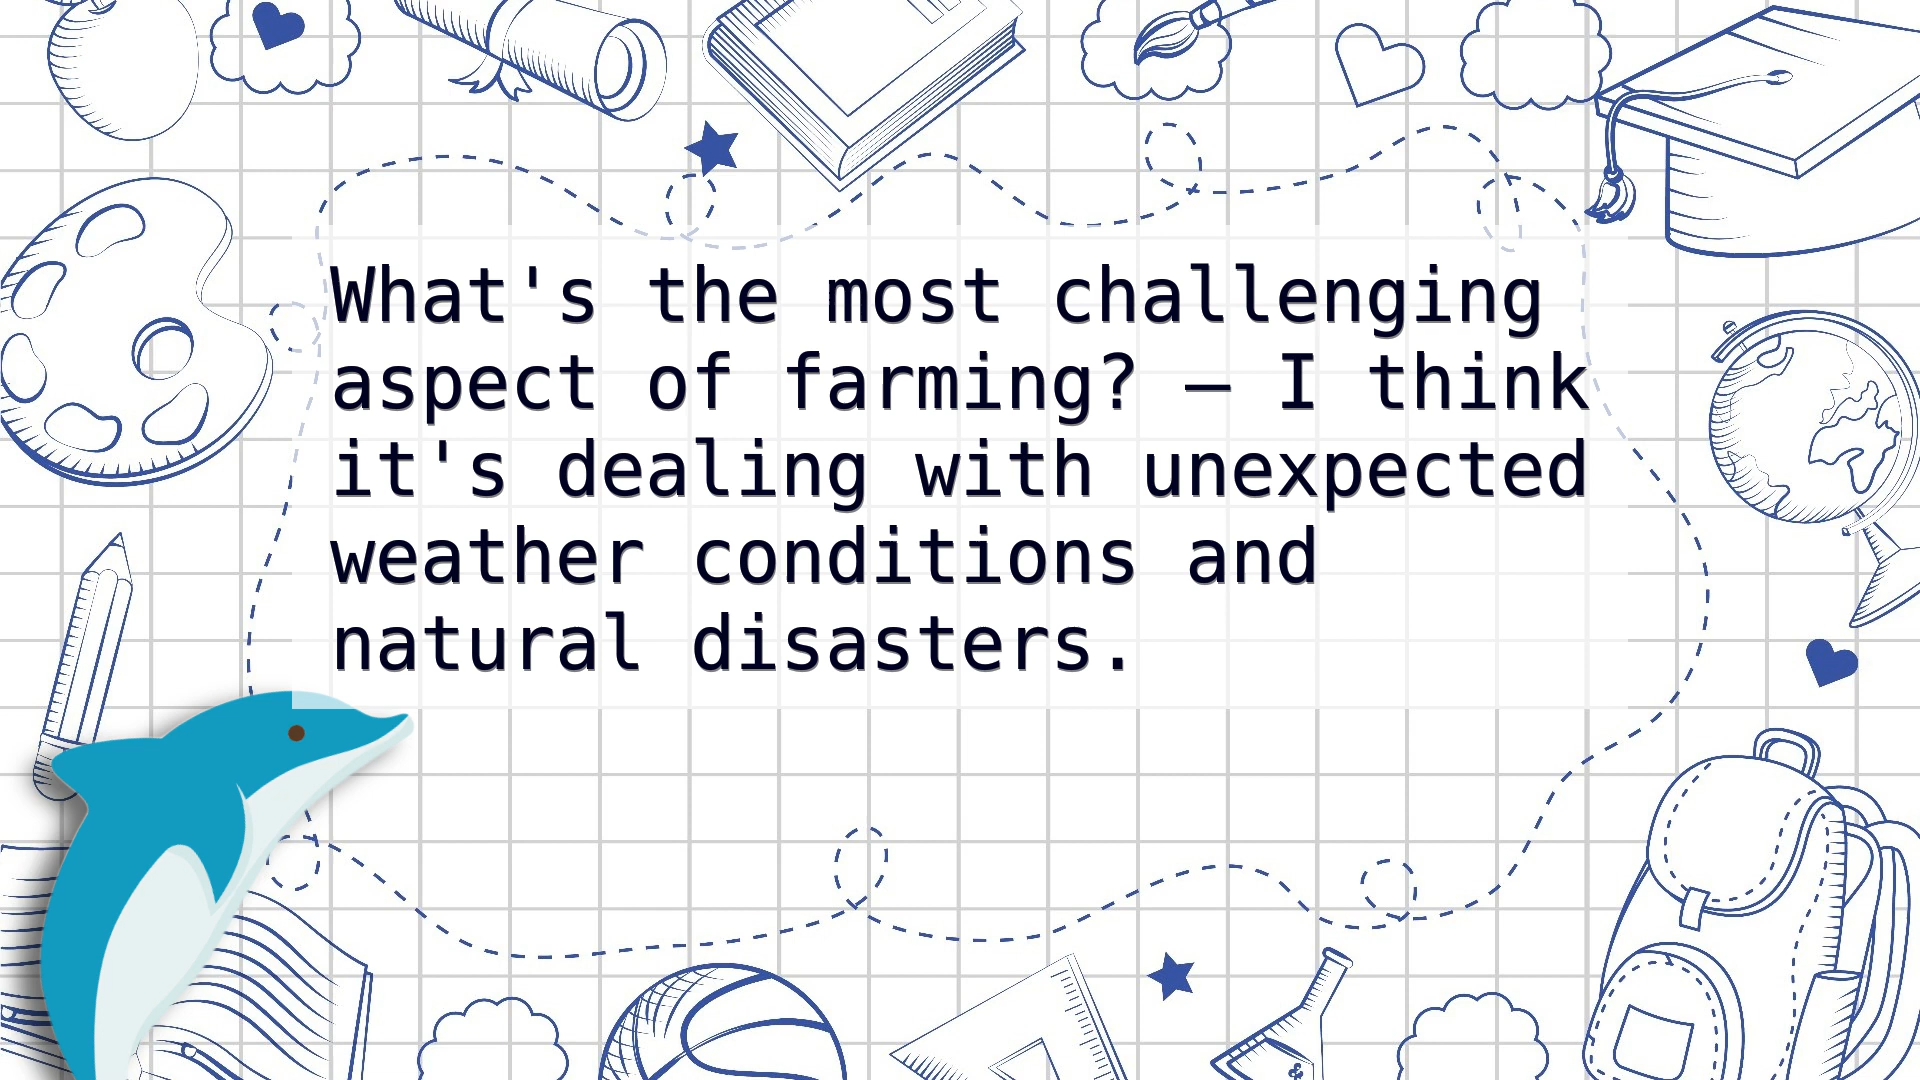 What's the most challenging
aspect of farming? – I think
it's dealing with unexpected
weather conditions and
natural disasters.